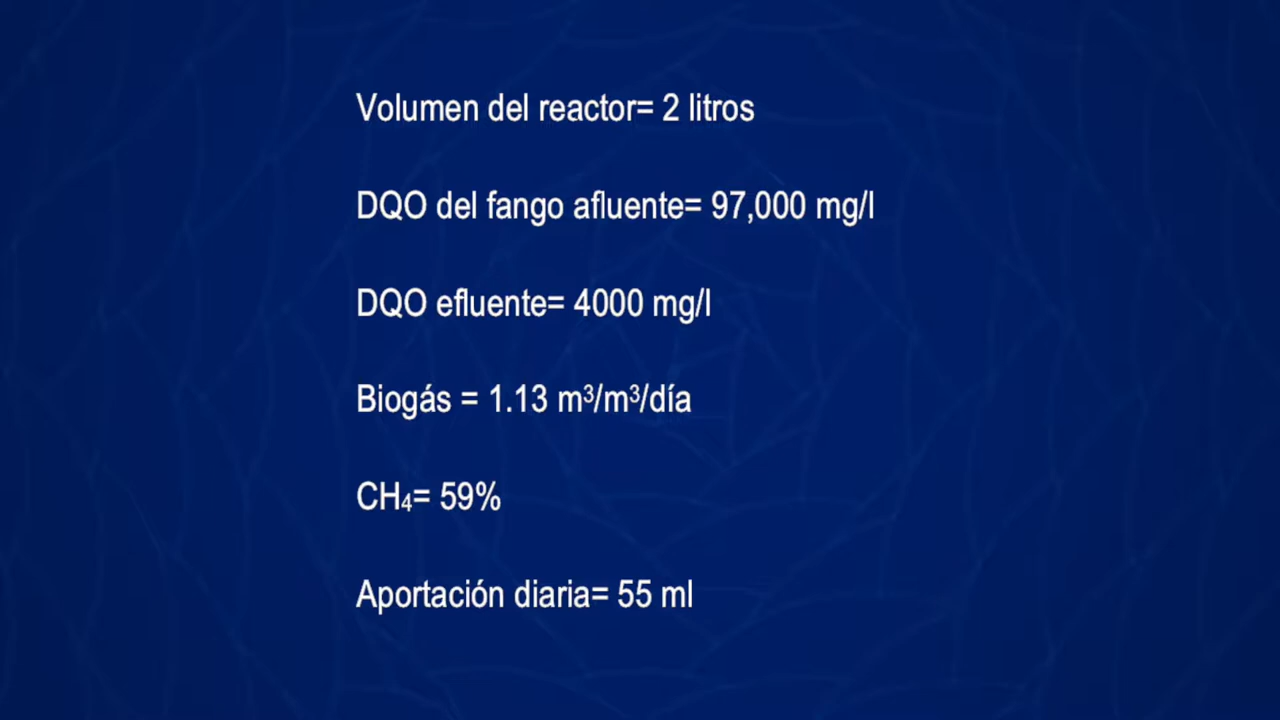 Volumen del reactor= 2 litros
DQO del fango afluente= 97,000 mg/l
DQO efluente= 4000 mg/l
Biogás = 1.13 m³/m³/día
CH₄= 59%
Aportación diaria= 55 ml